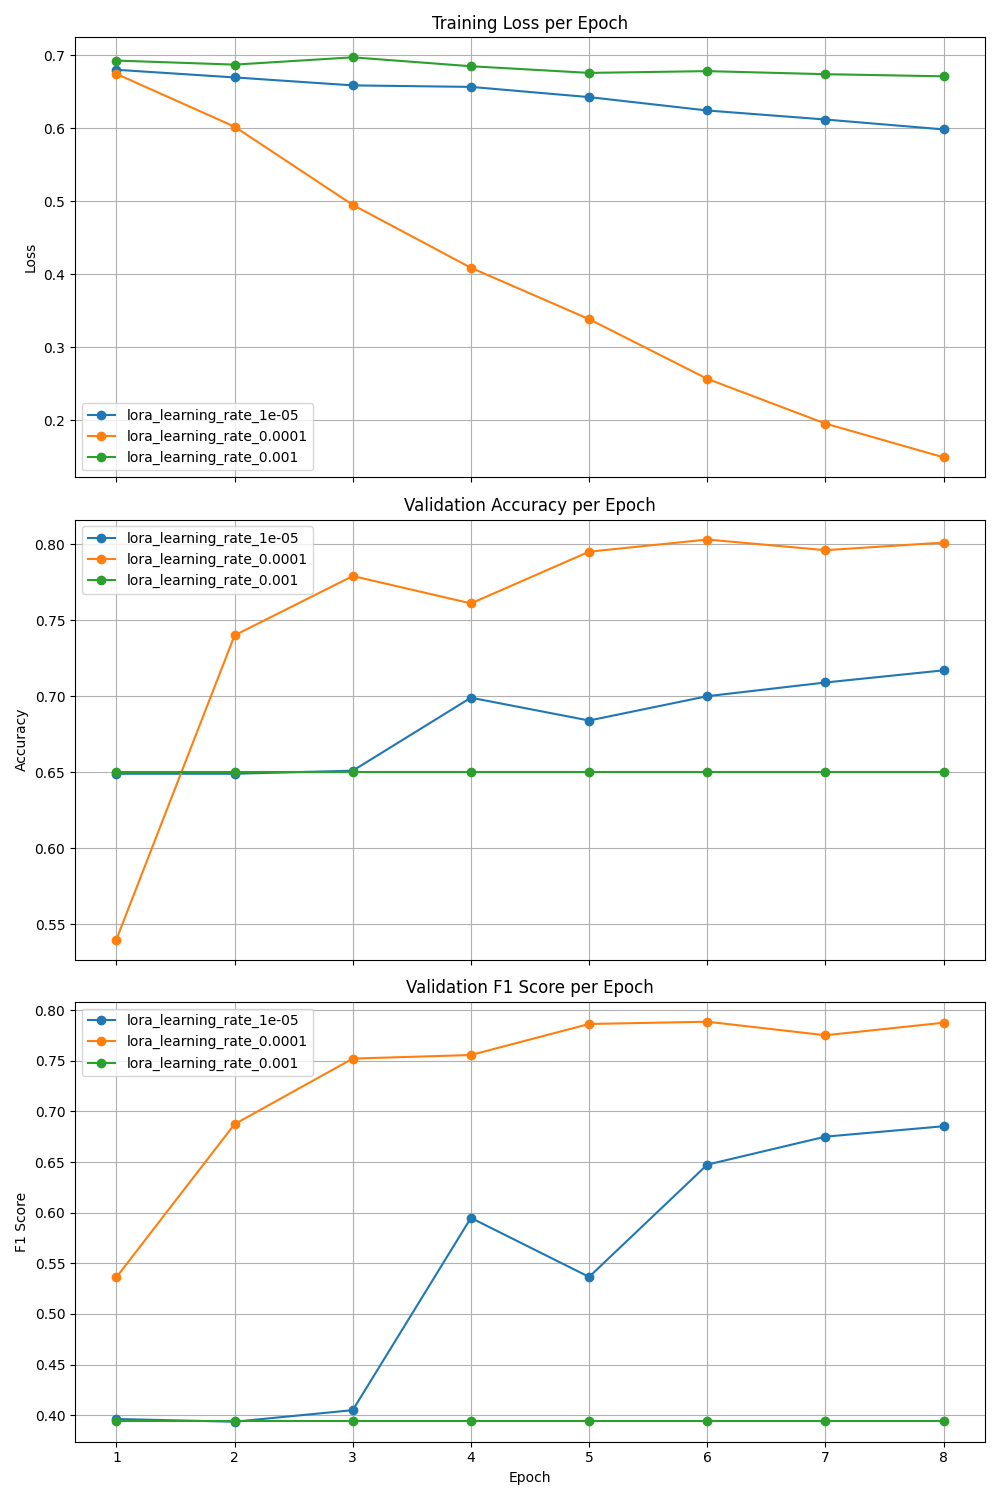 Training Loss per Epoch
0.7
0.6
0.5
0.4
0.3
0.2
Loss
lora_learning_rate_1e-05
lora_learning_rate_0.0001
lora_learning_rate_0.001
Validation Accuracy per Epoch
0.80
0.75
0.70
0.65
0.60
0.55
Accuracy
lora_learning_rate_1e-05
lora_learning_rate_0.0001
lora_learning_rate_0.001
Validation F1 Score per Epoch
0.80
0.75
0.70
0.65
0.60
0.55
0.50
0.45
0.40
F1 Score
lora_learning_rate_1e-05
lora_learning_rate_0.0001
lora_learning_rate_0.001
1 2 3 4 5 6 7 8
Epoch